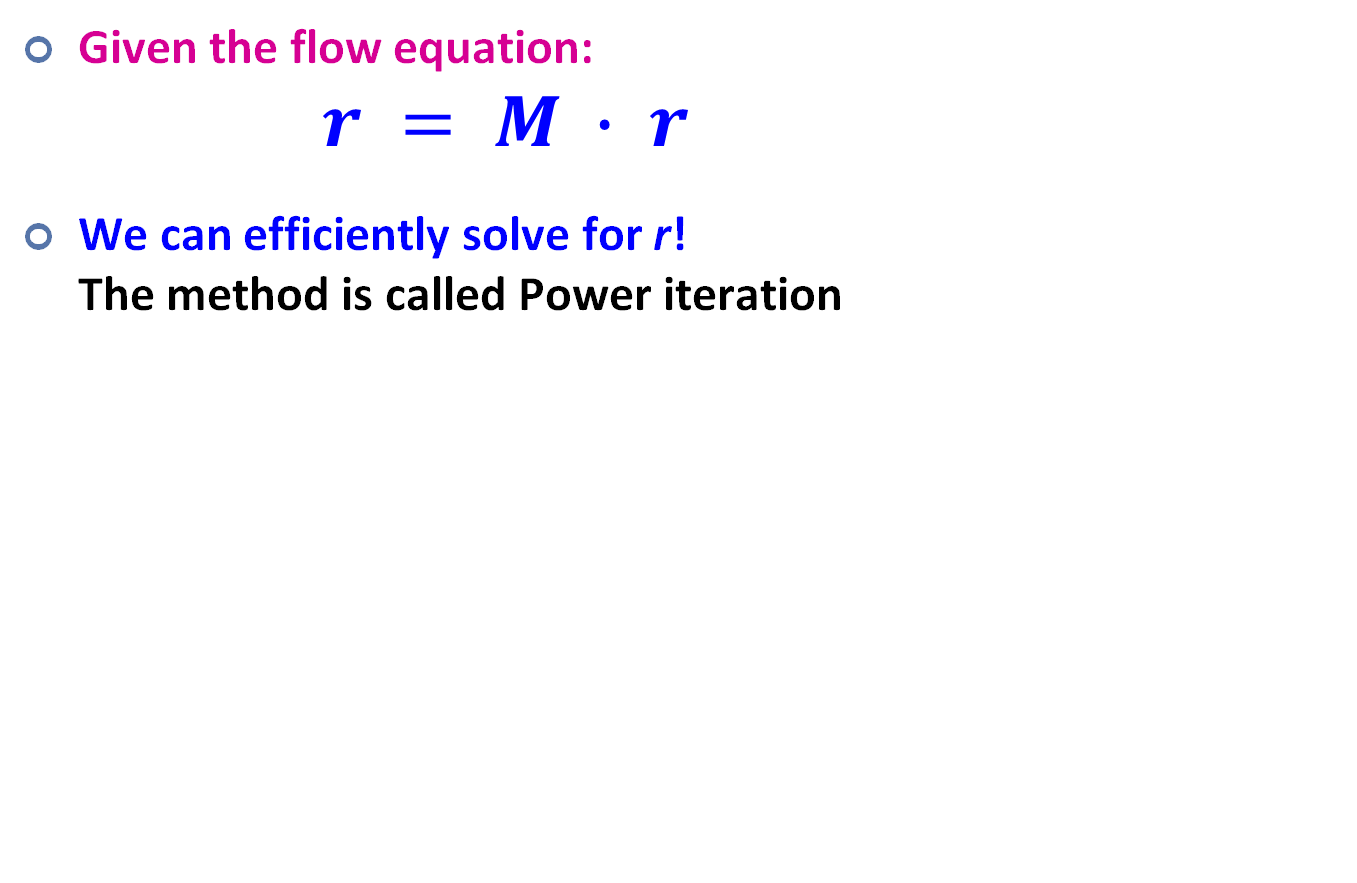 Given the flow equation:
r = M · r
We can efficiently solve for r!
The method is called Power iteration